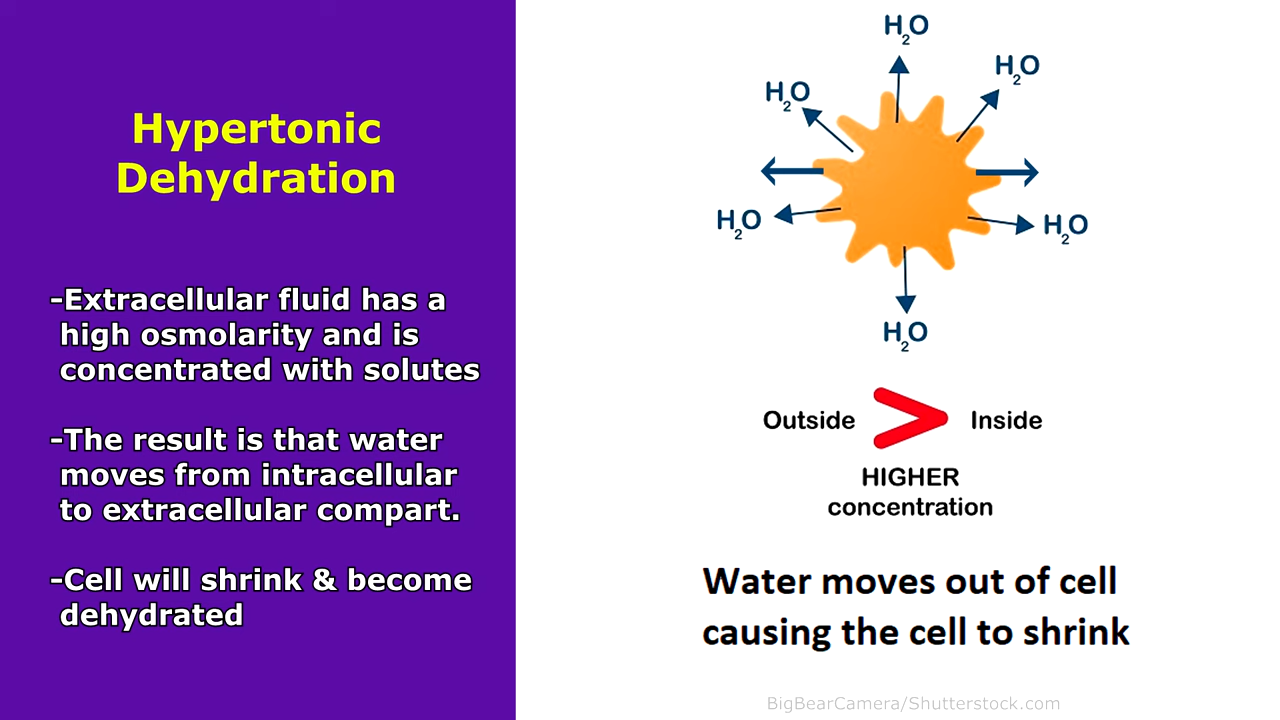 Hypertonic
Dehydration
-Extracellular fluid has a
high osmolarity and is
concentrated with solutes
-The result is that water
moves from intracellular
to extracellular compart.
-Cell will shrink & become
dehydrated
H₂O
H₂O
H₂O
H₂O
H₂O
H₂O
Outside > Inside
HIGHER
concentration
Water moves out of cell
causing the cell to shrink
BigBearCamera/Shutterstock.com